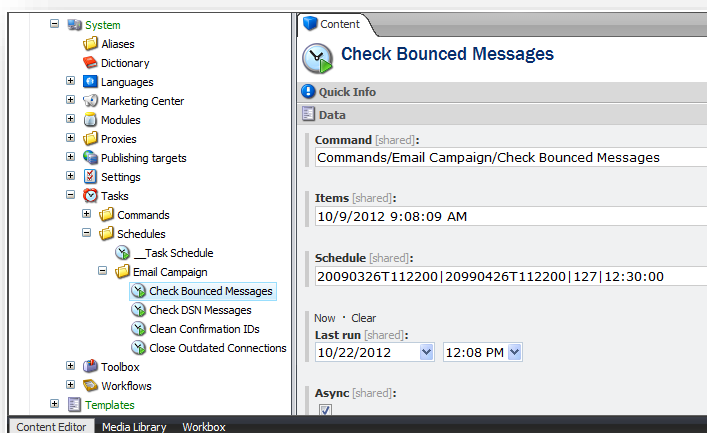 System
Aliases
Dictionary
Languages
Marketing Center
Modules
Proxies
Publishing targets
Settings
Tasks
Commands
Schedules
__Task Schedule
Email Campaign
Check Bounced Messages
Check DSN Messages
Clean Confirmation IDs
Close Outdated Connections
Toolbox
Workflows
Templates
Content
Check Bounced Messages
Quick Info
Data
Command [shared]:
Commands/Email Campaign/Check Bounced Messages
Items [shared]:
10/9/2012 9:08:09 AM
Schedule [shared]:
20090326T112200|20990426T112200|127|12:30:00
Now · Clear
Last run [shared]:
10/22/2012 12:08 PM
Async [shared]:
Content Editor Media Library Workbox